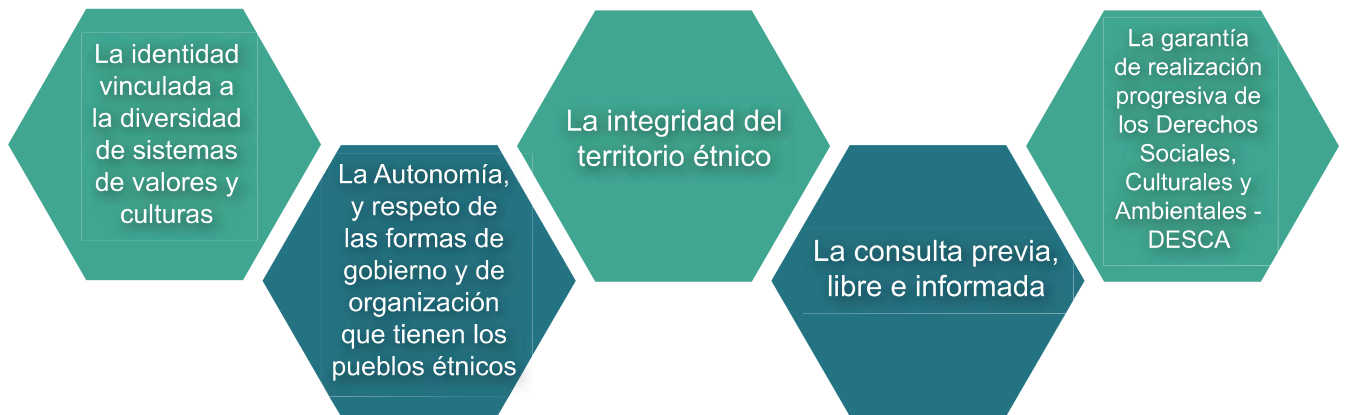 La identidad
vinculada a
la diversidad
de sistemas
de valores y
culturas
La Autonomía,
y respeto de
las formas de
gobierno y de
organización
que tienen los
pueblos étnicos
La integridad del
territorio étnico
La consulta previa,
libre e informada
La garantía
de realización
progresiva de
los Derechos
Sociales,
Culturales y
Ambientales -
DESCA